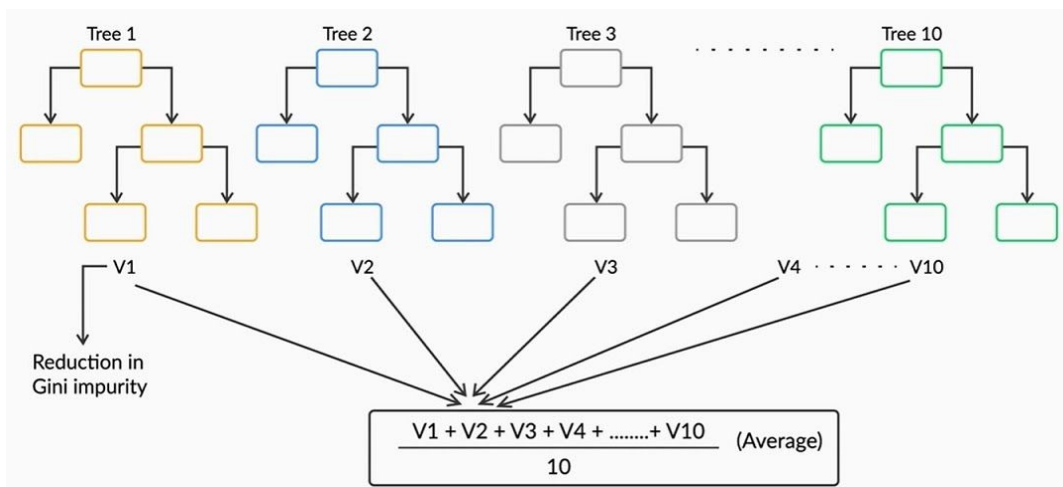 Tree 1
Tree 2
Tree 3
. . . . . . . . . . . .
Tree 10
V1
V2
V3
V4 . . . . . . . . V10
Reduction in
Gini impurity
V1 + V2 + V3 + V4 + ........+ V10
10
(Average)